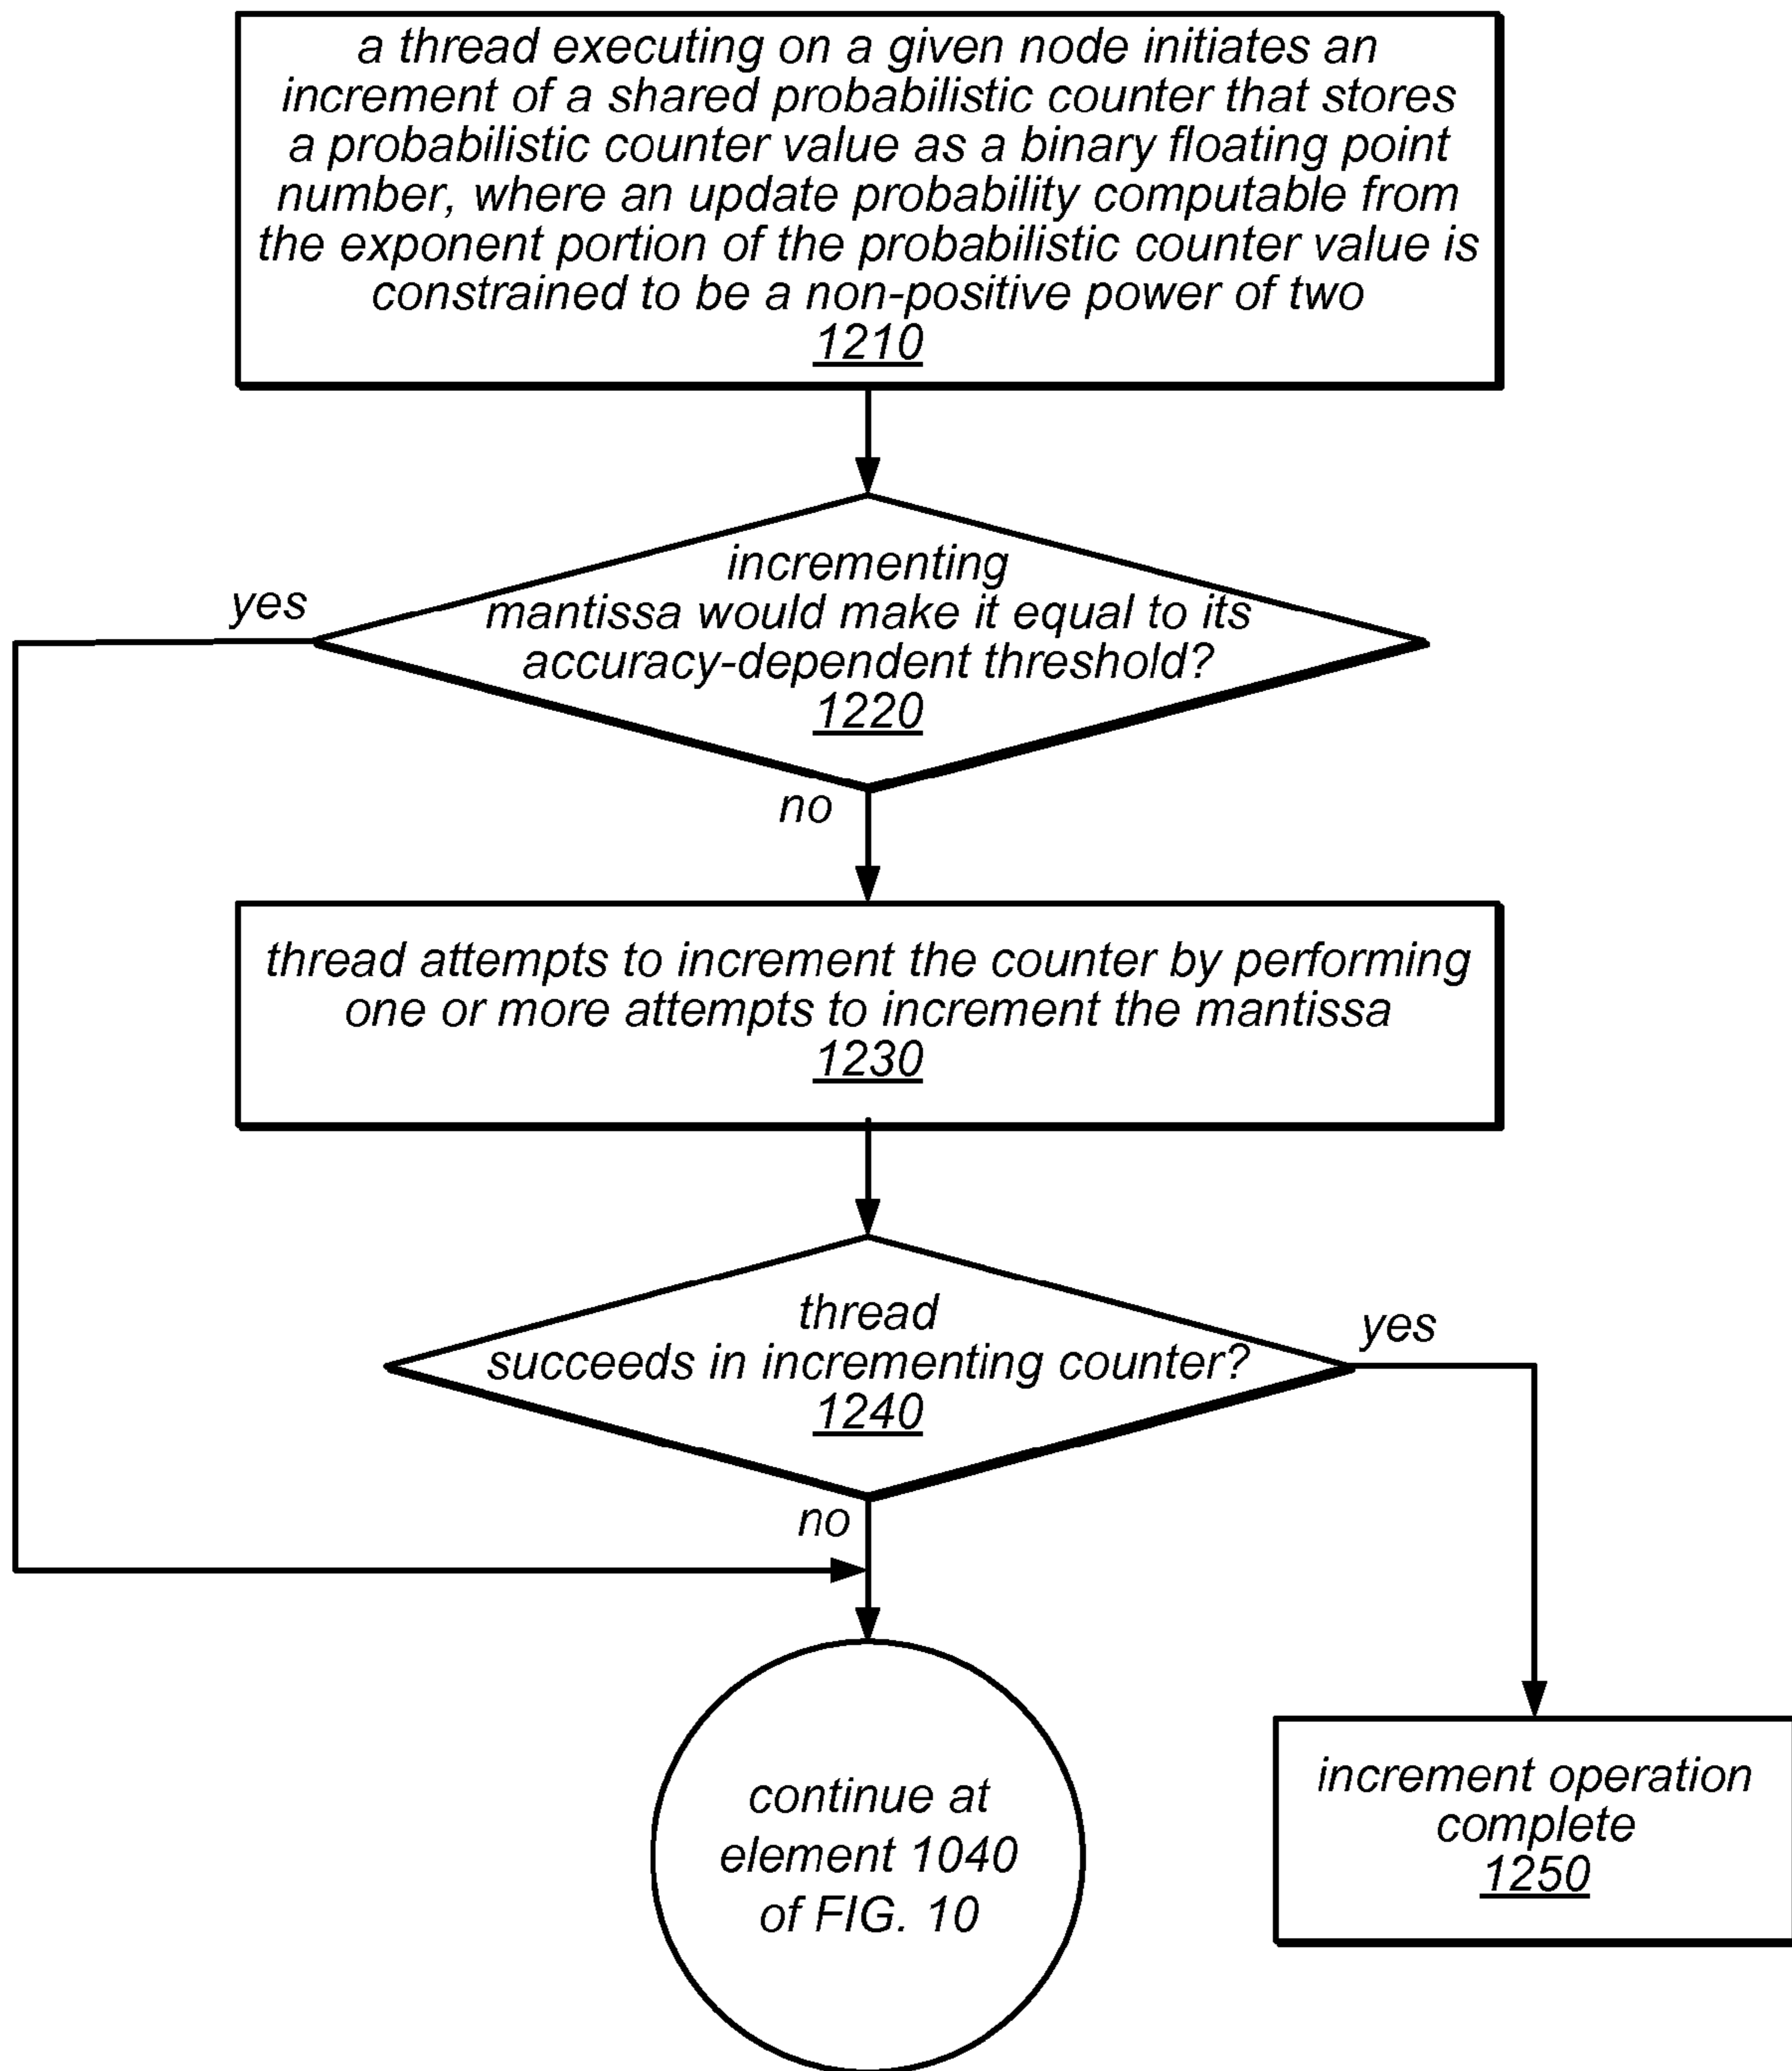 a thread executing on a given node initiates an
increment of a shared probabilistic counter that stores
a probabilistic counter value as a binary floating point
number, where an update probability computable from
the exponent portion of the probabilistic counter value is
constrained to be a non-positive power of two
1210
incrementing
mantissa would make it equal to its
accuracy-dependent threshold?
1220
yes
no
thread attempts to increment the counter by performing
one or more attempts to increment the mantissa
1230
thread
succeeds in incrementing counter?
1240
yes
no
continue at
element 1040
of FIG. 10
increment operation
complete
1250